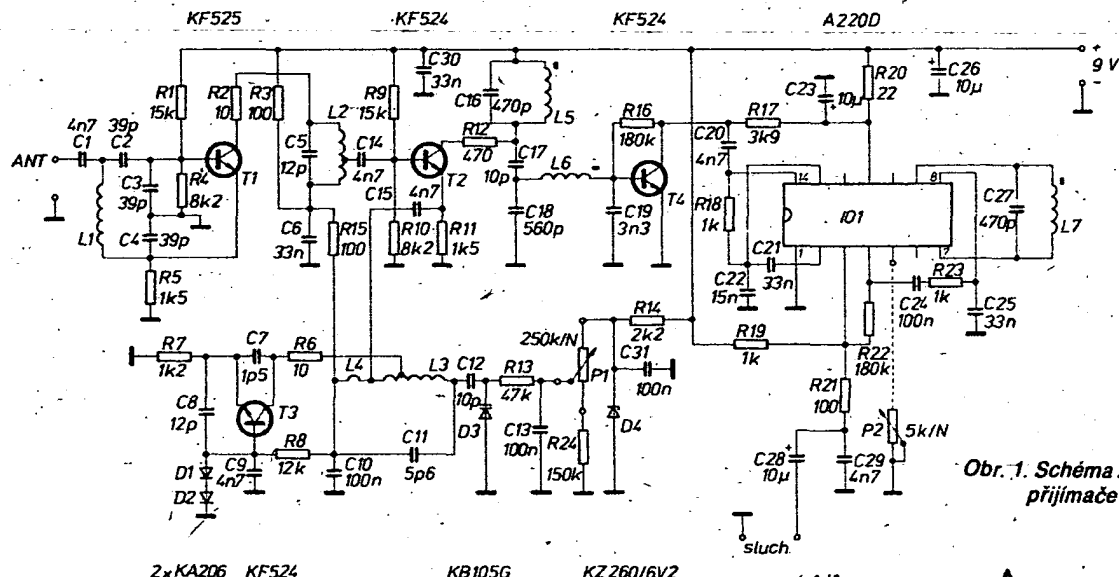 KF525 KF524 KF524 A220D
R1 15k
R2 10
R3 100
C5 12p
L2
C14 4n7
R9 15k
C30 33n
C16 470p
L5
R12 470
C17 10p
L6
R16 180k
C20 4n7
R17 3k9
C23 + 10µ
R20 22
C26 + 10µ
+ 9 V -
ANT
C1 4n7
C2 39p
C3 39p
R4 8k2
T1
L1
C4 39p
R5 1k5
C6 33n
R15 100
C15 4n7
T2
R10 8k2
R11 1k5
C18 560p
C19 3n3
T4
R18 1k
C21 33n
C22 15n
14 8
IO1
1 7
C27 470p
L7
R23 1k
C24 100n
C25 33n
R7 1k2
C7 1p5
R6 10
C8 12p
T3
D1
D2
C9 4n7
R8 12k
L4
L3
C10 100n
C11 5p6
C12 10p
D3
R13 47k
C13 100n
250k/N
P1
R24 150k
D4
R14 2k2
C31 100n
R19 1k
R22 180k
R21 100
C28 + 10µ
C29 4n7
P2 5k/N
sluch.
Obr. 1. Schéma
přijímače
2xKA206 KF524 KB105G KZ260/6V2